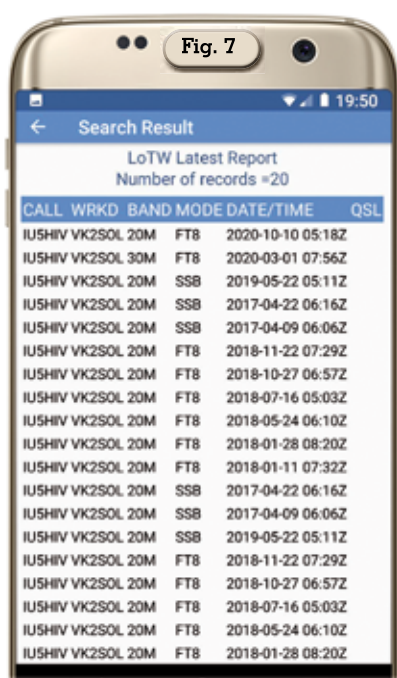 Fig. 7
19:50
Search Result
LoTW Latest Report
Number of records =20
CALL WRKD BAND MODE DATE/TIME QSL
IU5HIV VK2SOL 20M FT8 2020-10-10 05:18Z
IU5HIV VK2SOL 30M FT8 2020-03-01 07:56Z
IU5HIV VK2SOL 20M SSB 2019-05-22 05:11Z
IU5HIV VK2SOL 20M SSB 2017-04-22 06:16Z
IU5HIV VK2SOL 20M SSB 2017-04-09 06:06Z
IU5HIV VK2SOL 20M FT8 2018-11-22 07:29Z
IU5HIV VK2SOL 20M FT8 2018-10-27 06:57Z
IU5HIV VK2SOL 20M FT8 2018-07-16 05:03Z
IU5HIV VK2SOL 20M FT8 2018-05-24 06:10Z
IU5HIV VK2SOL 20M FT8 2018-01-28 08:20Z
IU5HIV VK2SOL 20M FT8 2018-01-11 07:32Z
IU5HIV VK2SOL 20M SSB 2017-04-22 06:16Z
IU5HIV VK2SOL 20M SSB 2017-04-09 06:06Z
IU5HIV VK2SOL 20M SSB 2019-05-22 05:11Z
IU5HIV VK2SOL 20M FT8 2018-11-22 07:29Z
IU5HIV VK2SOL 20M FT8 2018-10-27 06:57Z
IU5HIV VK2SOL 20M FT8 2018-07-16 05:03Z
IU5HIV VK2SOL 20M FT8 2018-05-24 06:10Z
IU5HIV VK2SOL 20M FT8 2018-01-28 08:20Z